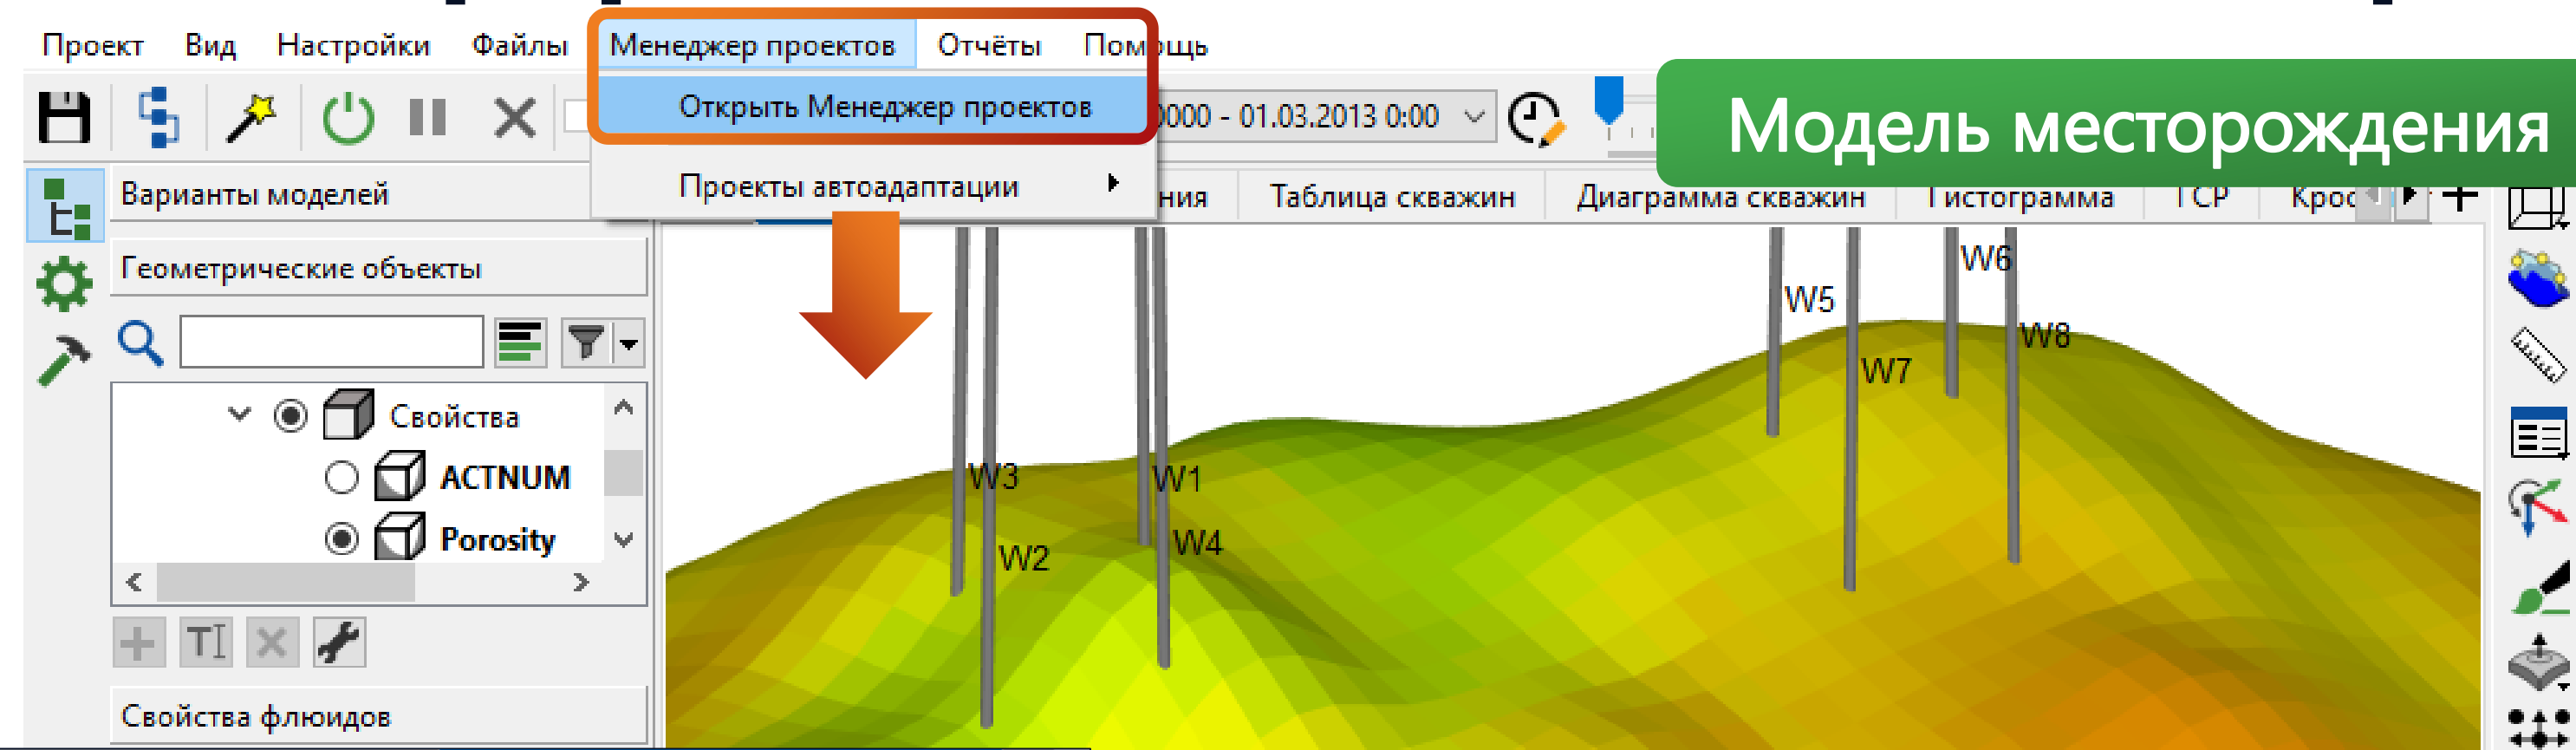 Проект Вид Настройки Файлы Менеджер проектов Отчёты Помощь
Открыть Менеджер проектов
0000 - 01.03.2013 0:00
Модель месторождения
Проекты автоадаптации
Варианты моделей
ния Таблица скважин Диаграмма скважин Гистограмма ГСР Крос
Геометрические объекты
Свойства
ACTNUM
Porosity
Свойства флюидов
W3
W2
W1
W4
W5
W7
W6
W8